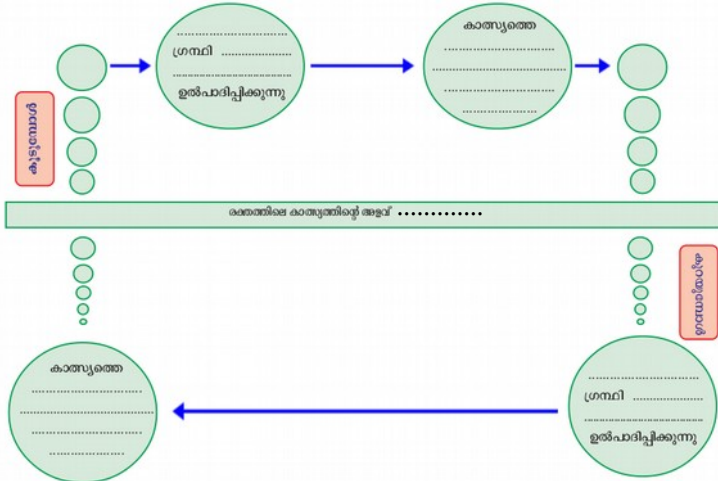 ................................
ഗ്രന്ഥി .....................
....................................
ഉൽപാദിപ്പിക്കുന്നു
കാത്സ്യത്തെ
.................................
........................................
.................................
......................
രക്തത്തിലെ കാത്സ്യത്തിന്റെ അളവ് .............
കാത്സ്യത്തെ
.................................
........................................
.................................
......................
.................................
ഗ്രന്ഥി .....................
....................................
ഉൽപാദിപ്പിക്കുന്നു